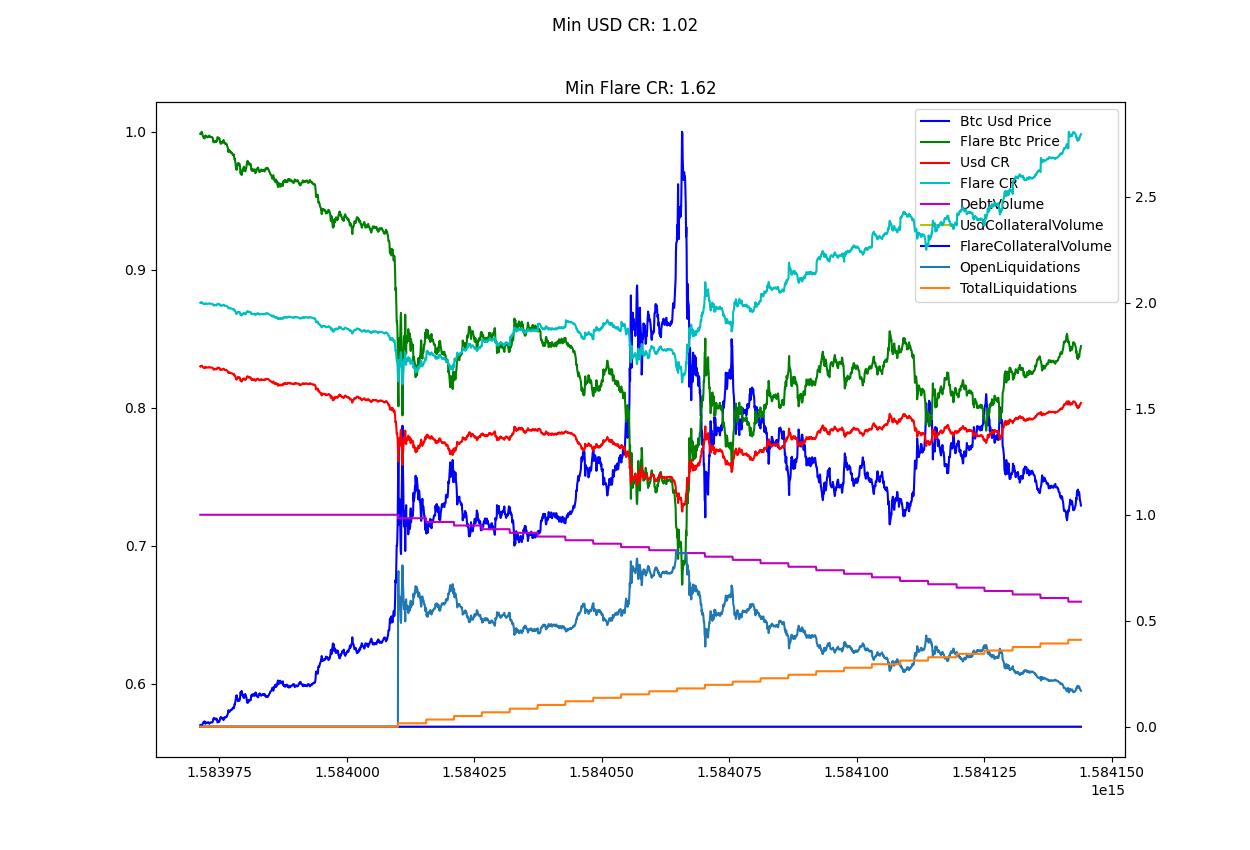 Min USD CR: 1.02
Min Flare CR: 1.62
Btc Usd Price
Flare Btc Price
Usd CR
Flare CR
DebtVolume
UsdCollateralVolume
FlareCollateralVolume
OpenLiquidations
TotalLiquidations
1.0
0.9
0.8
0.7
0.6
2.5
2.0
1.5
1.0
0.5
0.0
1.583975 1.584000 1.584025 1.584050 1.584075 1.584100 1.584125 1.584150
1e15